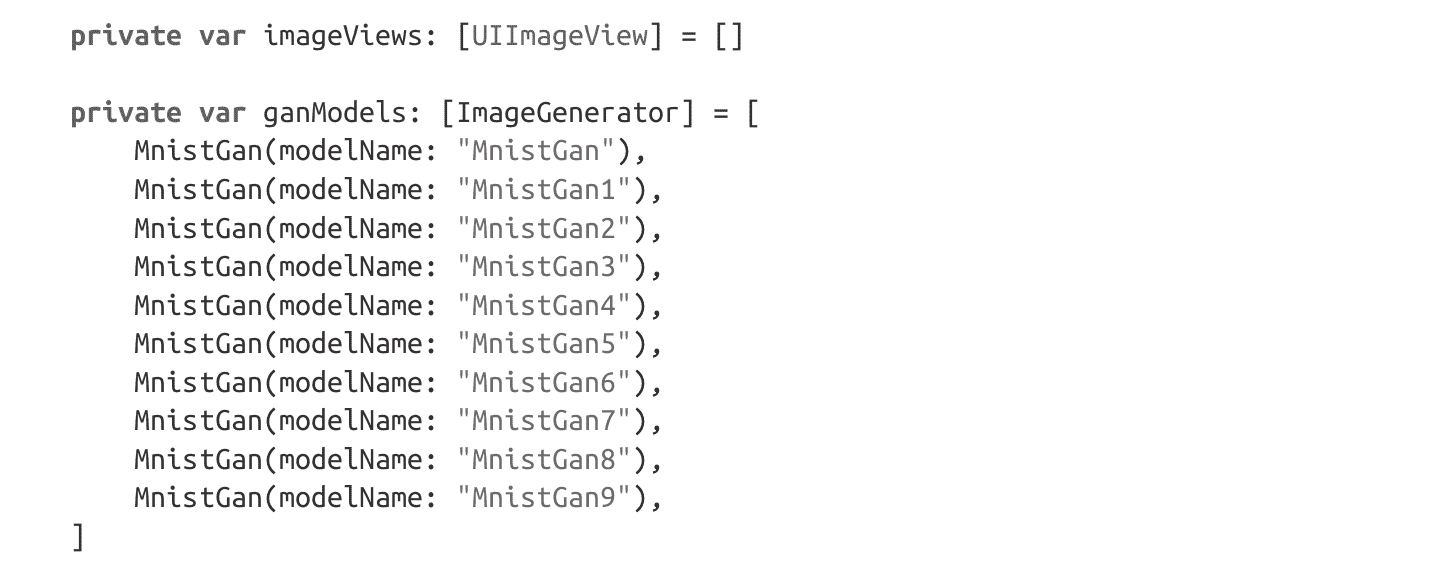 private var imageViews: [UIImageView] = []
private var ganModels: [ImageGenerator] = [
    MnistGan(modelName: "MnistGan"),
    MnistGan(modelName: "MnistGan1"),
    MnistGan(modelName: "MnistGan2"),
    MnistGan(modelName: "MnistGan3"),
    MnistGan(modelName: "MnistGan4"),
    MnistGan(modelName: "MnistGan5"),
    MnistGan(modelName: "MnistGan6"),
    MnistGan(modelName: "MnistGan7"),
    MnistGan(modelName: "MnistGan8"),
    MnistGan(modelName: "MnistGan9"),
]